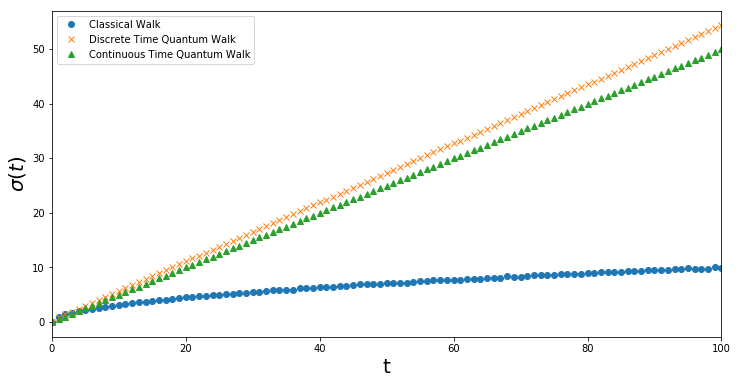 Classical Walk
Discrete Time Quantum Walk
Continuous Time Quantum Walk
50
40
30
20
10
0
σ(t)
0 20 40 60 80 100
t